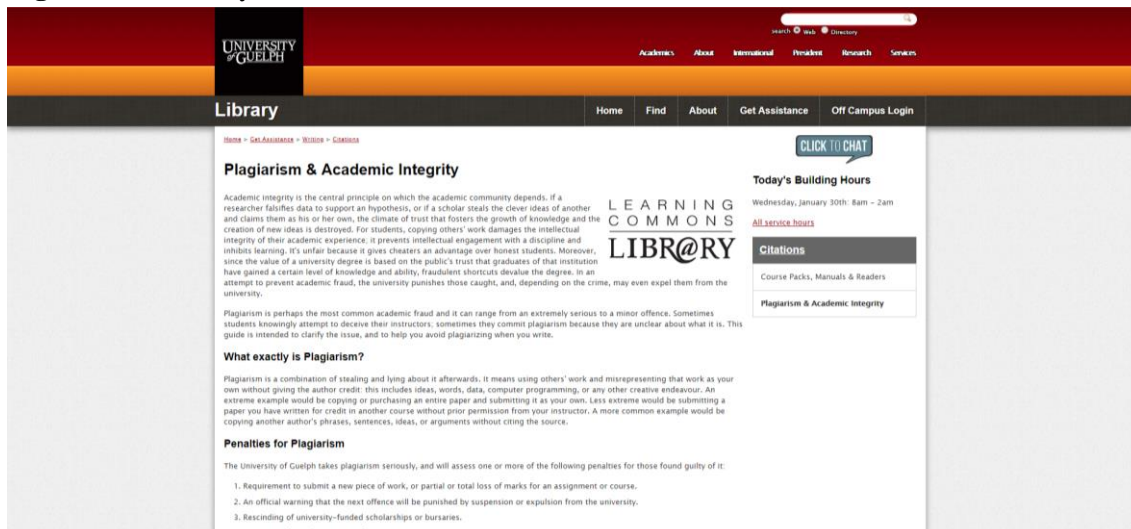 UNIVERSITY
of GUELPH
search Web Directory
Academics About International President Research Services
Library
Home Find About Get Assistance Off Campus Login
Home > Get Assistance > Writing > Citations
CLICK TO CHAT
Plagiarism & Academic Integrity
Academic integrity is the central principle on which the academic community depends. If a
researcher falsifies data to support an hypothesis, or if a scholar steals the clever ideas of another
and claims them as his or her own, the climate of trust that fosters the growth of knowledge and the
creation of new ideas is destroyed. For students, copying others' work damages the intellectual
integrity of their academic experience; it prevents intellectual engagement with a discipline and
inhibits learning. It's unfair because it gives cheaters an advantage over honest students. Moreover,
since the value of a university degree is based on the public's trust that graduates of that institution
have gained a certain level of knowledge and ability, fraudulent shortcuts devalue the degree. In an
attempt to prevent academic fraud, the university punishes those caught, and, depending on the crime, may even expel them from the
university.
LEARNING
COMMONS
LIBR@RY
Plagiarism is perhaps the most common academic fraud and it can range from an extremely serious to a minor offence. Sometimes
students knowingly attempt to deceive their instructors; sometimes they commit plagiarism because they are unclear about what it is. This
guide is intended to clarify the issue, and to help you avoid plagiarizing when you write.
What exactly is Plagiarism?
Plagiarism is a combination of stealing and lying about it afterwards. It means using others' work and misrepresenting that work as your
own without giving the author credit: this includes ideas, words, data, computer programming, or any other creative endeavour. An
extreme example would be copying or purchasing an entire paper and submitting it as your own. Less extreme would be submitting a
paper you have written for credit in another course without prior permission from your instructor. A more common example would be
copying another author's phrases, sentences, ideas, or arguments without citing the source.
Penalties for Plagiarism
The University of Guelph takes plagiarism seriously, and will assess one or more of the following penalties for those found guilty of it:
1. Requirement to submit a new piece of work, or partial or total loss of marks for an assignment or course.
2. An official warning that the next offence will be punished by suspension or expulsion from the university.
3. Rescinding of university-funded scholarships or bursaries.
Today's Building Hours
Wednesday, January 30th: 8am - 2am
All service hours
Citations
Course Packs, Manuals & Readers
Plagiarism & Academic Integrity